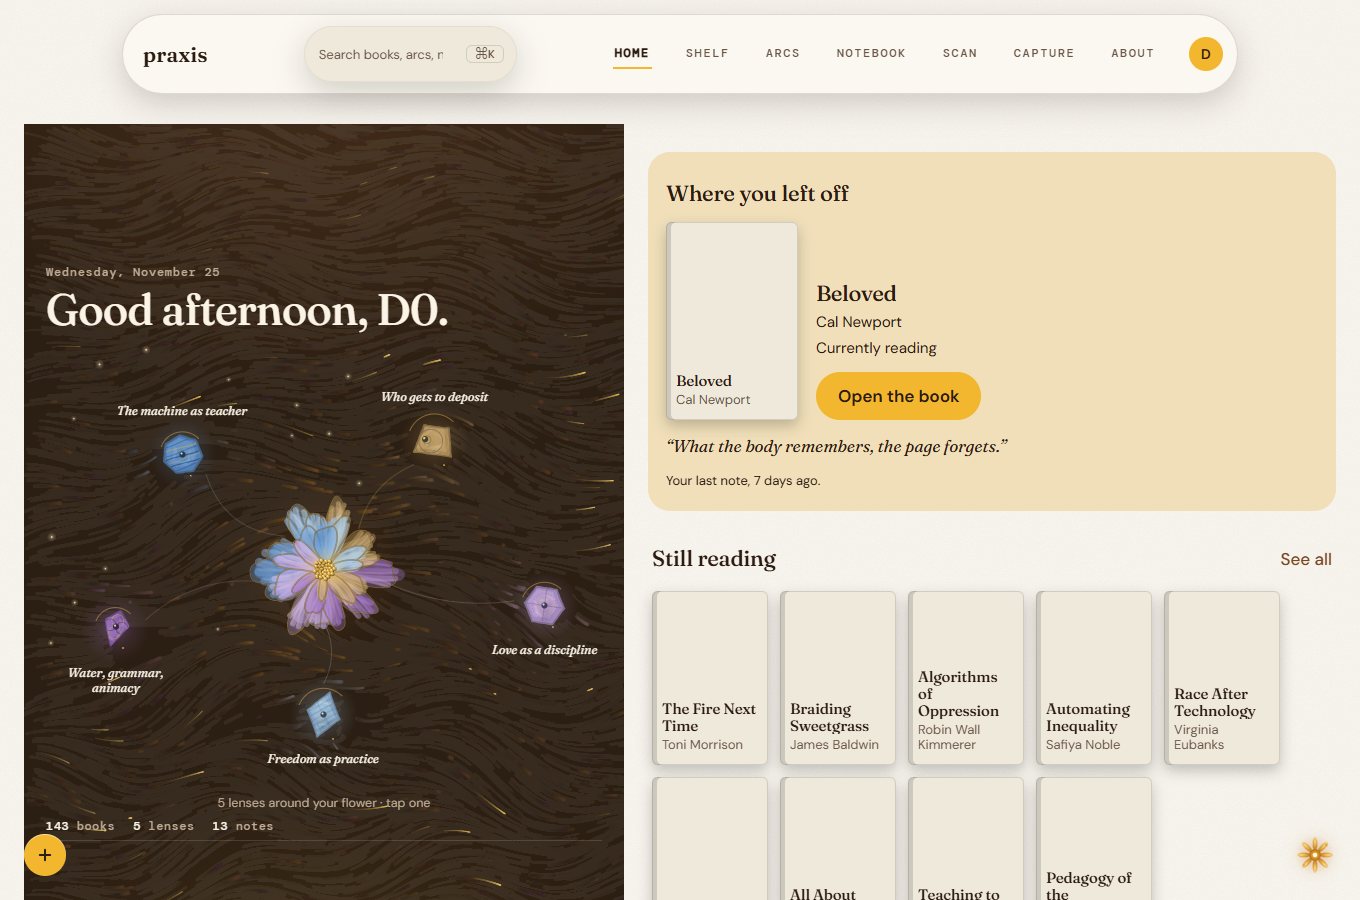 praxis
Search books, arcs, n
⌘K
HOME
SHELF
ARCS
NOTEBOOK
SCAN
CAPTURE
ABOUT
D
Wednesday, November 25
Good afternoon, D0.
The machine as teacher
Who gets to deposit
Water, grammar,
animacy
Love as a discipline
Freedom as practice
5 lenses around your flower · tap one
143 books 5 lenses 13 notes
+
Where you left off
Beloved
Cal Newport
Beloved
Cal Newport
Currently reading
Open the book
“What the body remembers, the page forgets.”
Your last note, 7 days ago.
Still reading
See all
The Fire Next
Time
Toni Morrison
Braiding
Sweetgrass
James Baldwin
Algorithms
of
Oppression
Robin Wall
Kimmerer
Automating
Inequality
Safiya Noble
Race After
Technology
Virginia
Eubanks
All About
Teaching to
Pedagogy of
the